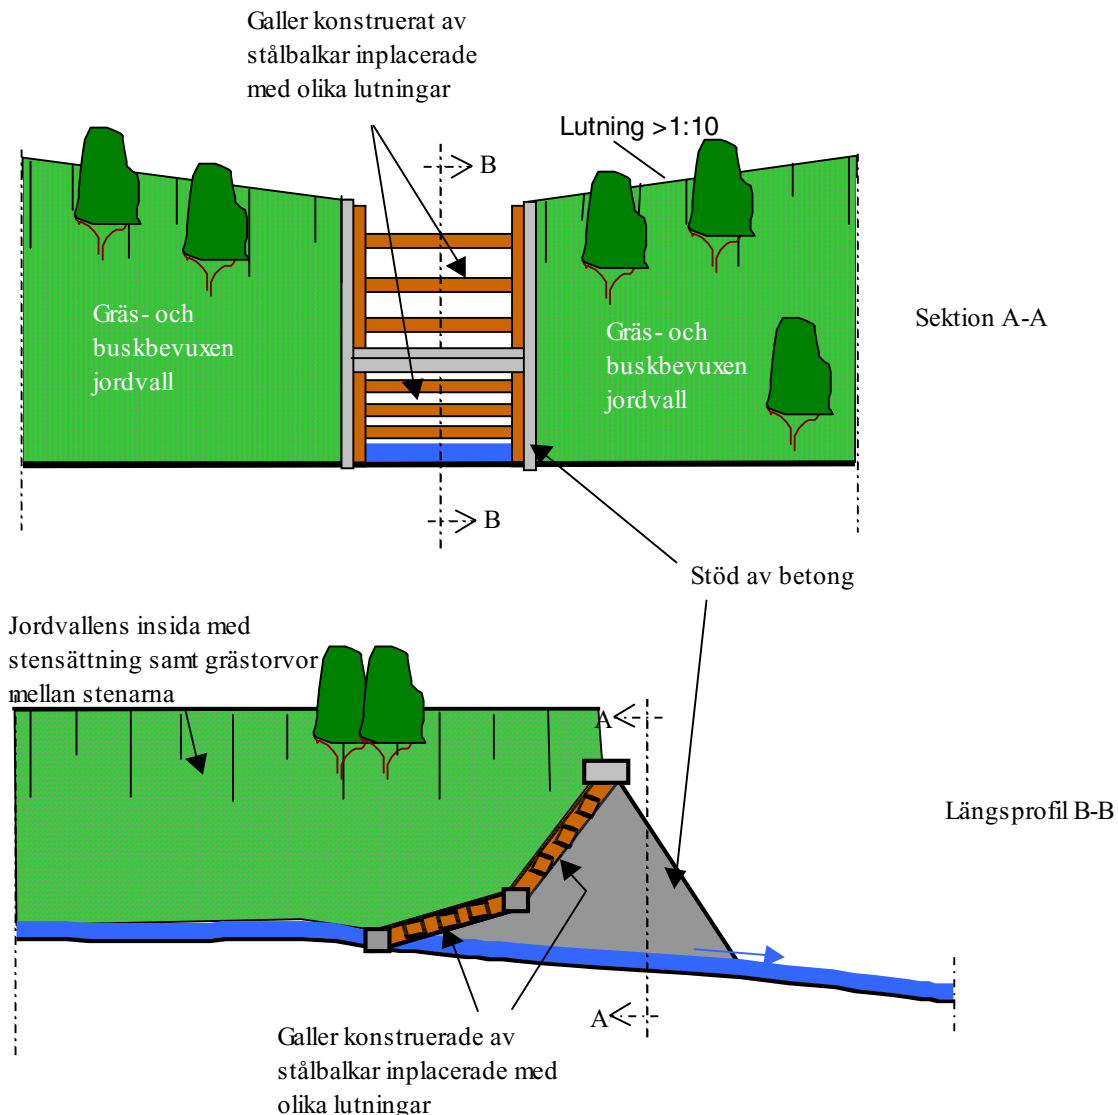 Galler konstruerat av
stålbalkar inplacerade
med olika lutningar
Lutning >1:10
B
Gräs- och
buskbevuxen
jordvall
Gräs- och
buskbevuxen
jordvall
Sektion A-A
B
Stöd av betong
Jordvallens insida med
stensättning samt grästorvor
mellan stenarna
A
Längsprofil B-B
A
Galler konstruerade av
stålbalkar inplacerade med
olika lutningar